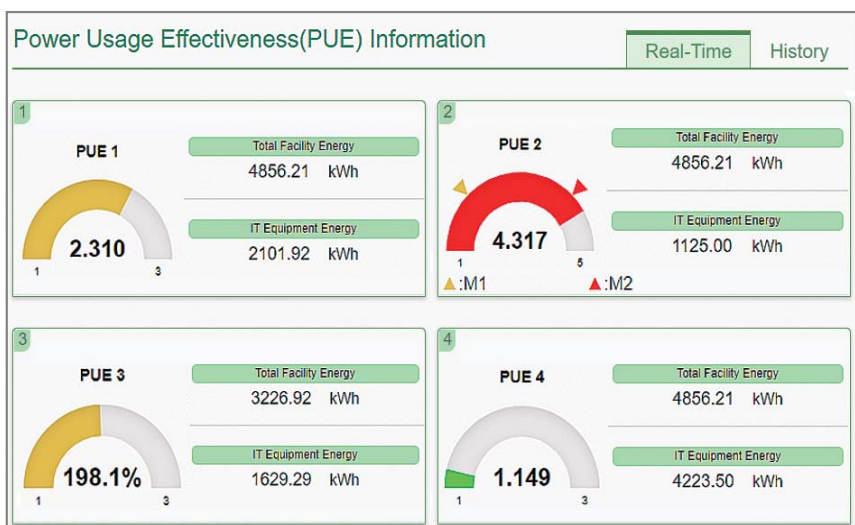 Power Usage Effectiveness(PUE) Information
Real-Time
History
1
PUE 1
2.310
1
3
Total Facility Energy
4856.21 kWh
IT Equipment Energy
2101.92 kWh
2
PUE 2
4.317
1
5
▲:M1
▲:M2
Total Facility Energy
4856.21 kWh
IT Equipment Energy
1125.00 kWh
3
PUE 3
198.1%
1
3
Total Facility Energy
3226.92 kWh
IT Equipment Energy
1629.29 kWh
4
PUE 4
1.149
1
3
Total Facility Energy
4856.21 kWh
IT Equipment Energy
4223.50 kWh